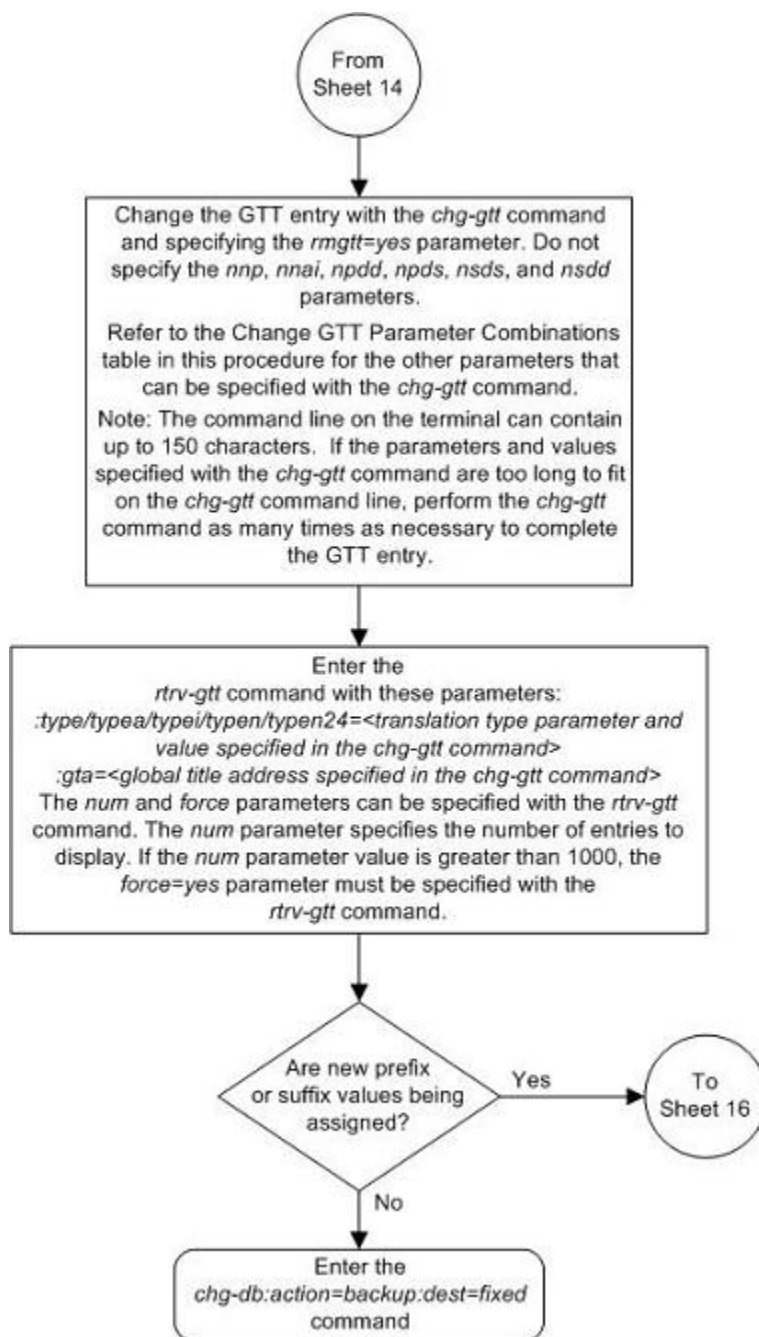 From
Sheet 14
Change the GTT entry with the chg-gtt command
and specifying the rmgtt=yes parameter. Do not
specify the nnp, nnai, npdd, npds, nsds, and nsdd
parameters.
Refer to the Change GTT Parameter Combinations
table in this procedure for the other parameters that
can be specified with the chg-gtt command.
Note: The command line on the terminal can contain
up to 150 characters. If the parameters and values
specified with the chg-gtt command are too long to fit
on the chg-gtt command line, perform the chg-gtt
command as many times as necessary to complete
the GTT entry.
Enter the
rtrv-gtt command with these parameters:
:type/typea/typei/typen/typen24=<translation type parameter and
value specified in the chg-gtt command>
:gta=<global title address specified in the chg-gtt command>
The num and force parameters can be specified with the rtrv-gtt
command. The num parameter specifies the number of entries to
display. If the num parameter value is greater than 1000, the
force=yes parameter must be specified with the
rtrv-gtt command.
Are new prefix
or suffix values being
assigned?
Yes
To
Sheet 16
No
Enter the
chg-db:action=backup:dest=fixed
command